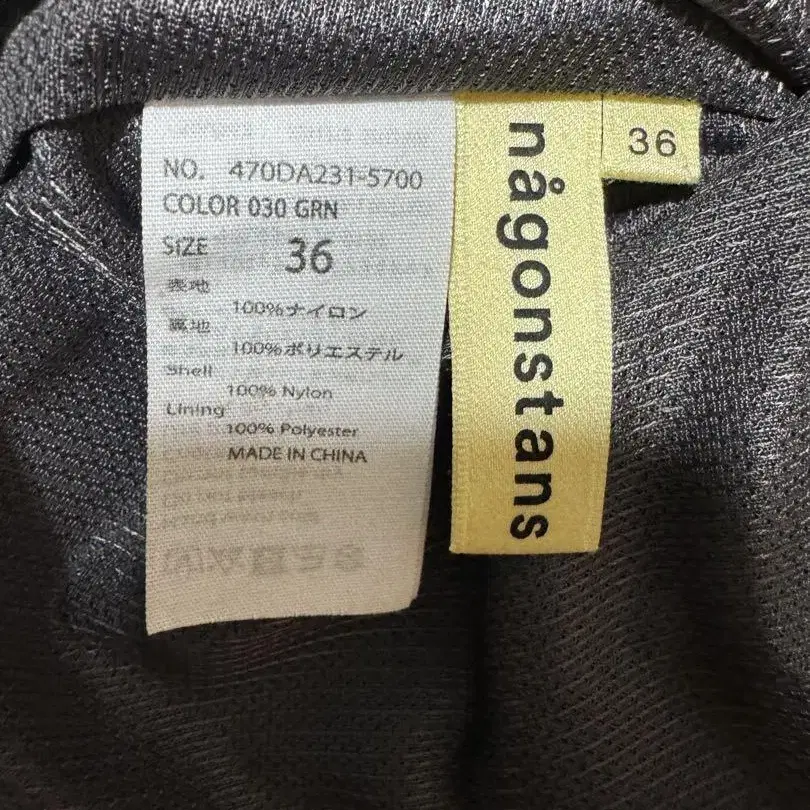 NO. 470DA231-5700
COLOR 030 GRN
SIZE 36
表地
100%ナイロン
裏地
100%ポリエステル
Shell
100% Nylon
Lining
100% Polyester
MADE IN CHINA
någonstans
36